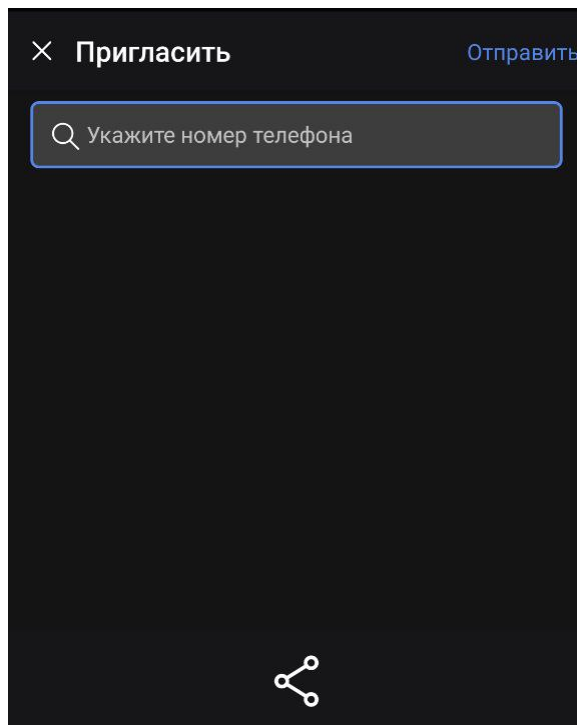 Пригласить
Отправить
Укажите номер телефона